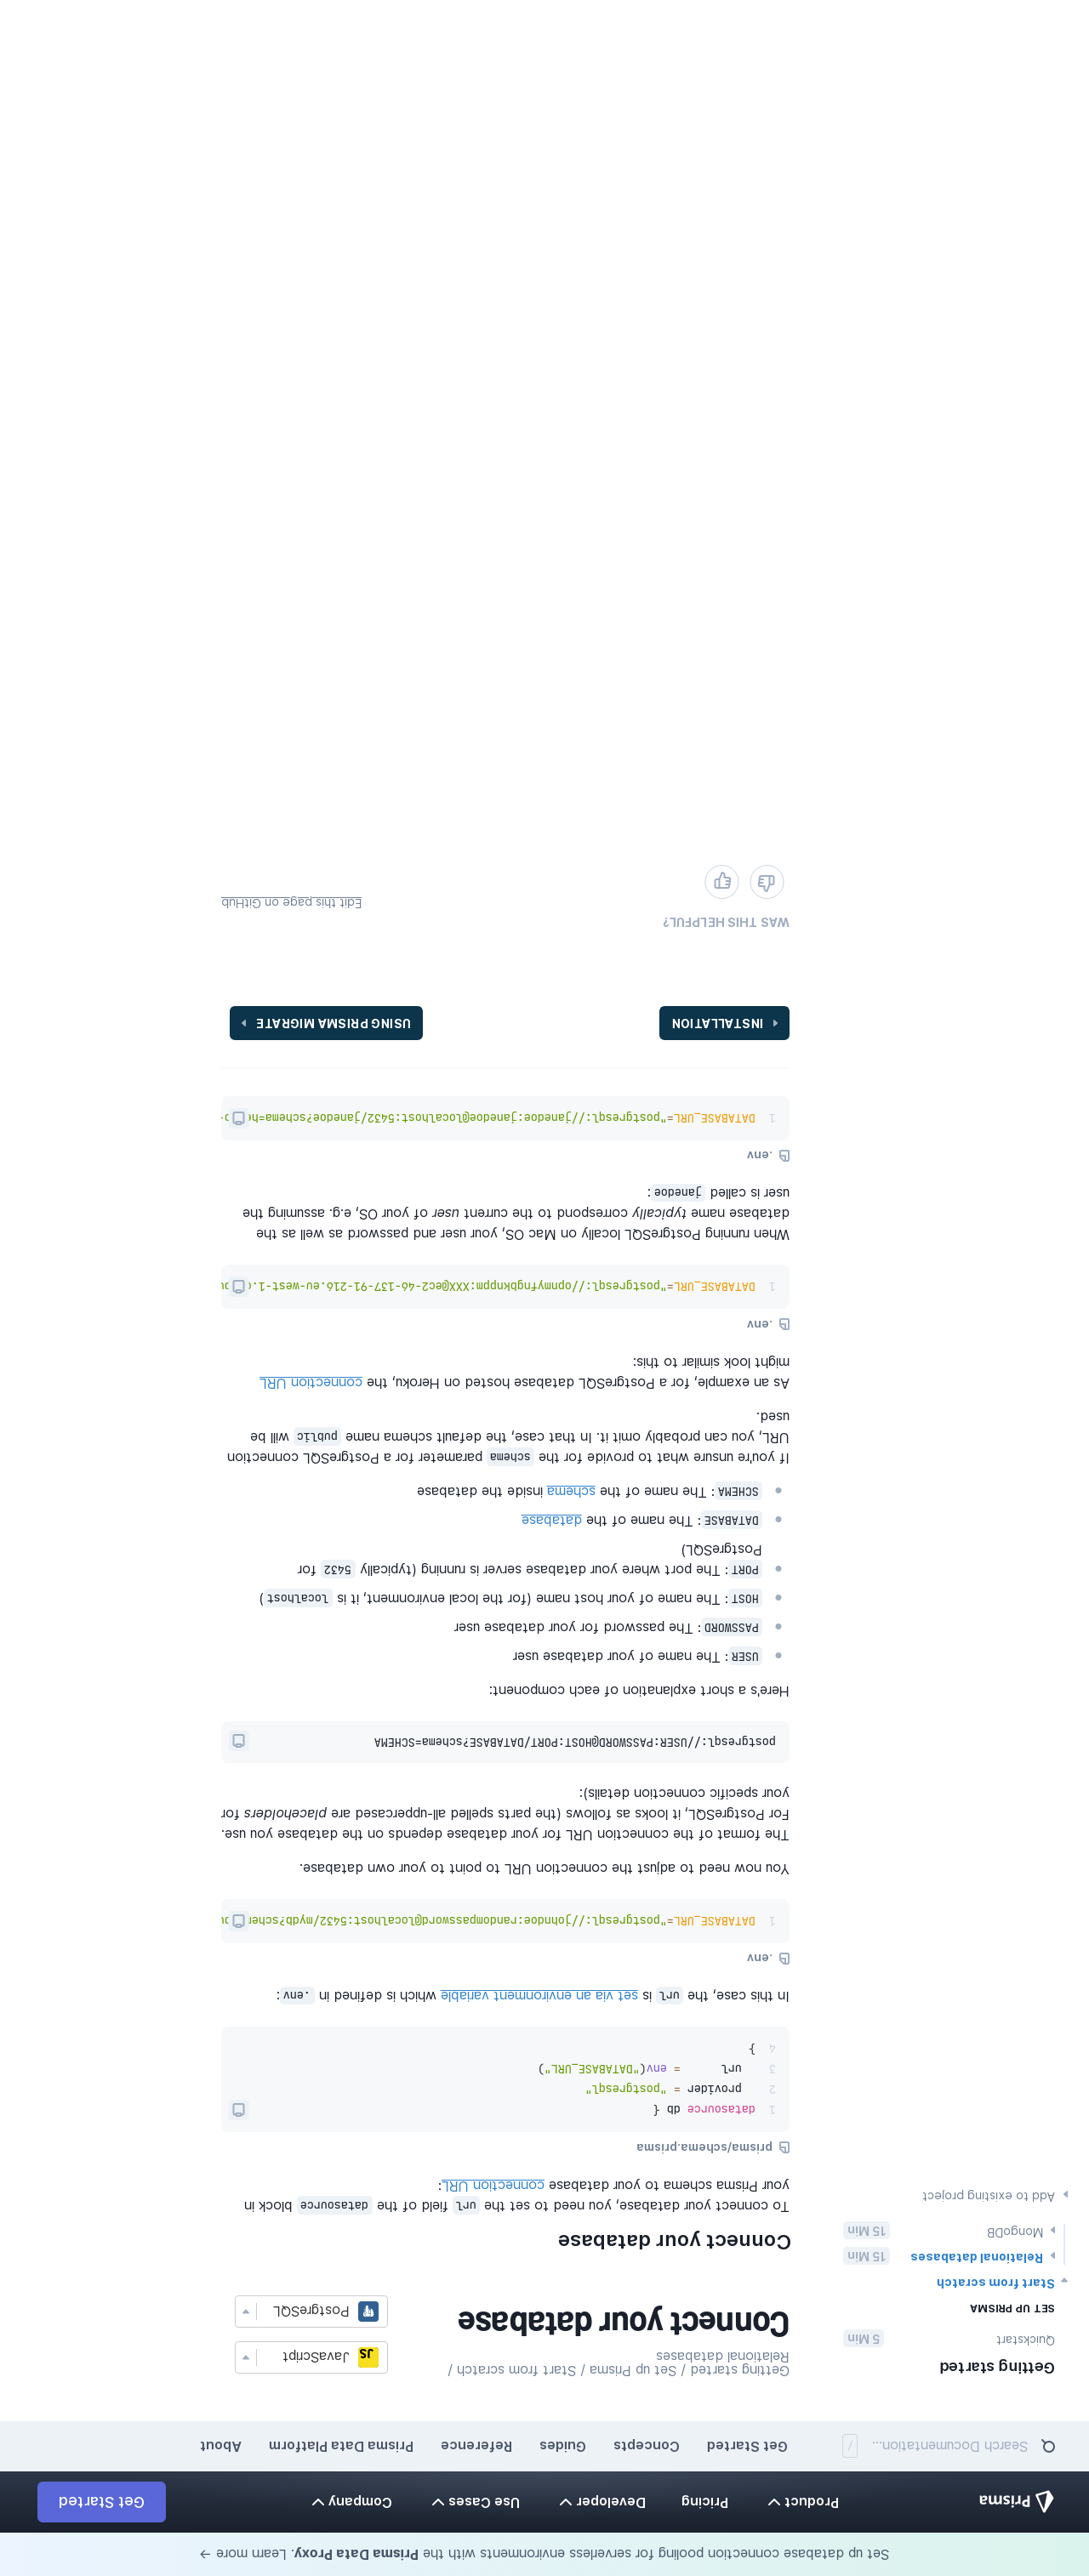 Set up database connection pooling for serverless environments with the Prisma Data Proxy. Learn more →
Prisma
Product
Pricing
Developer
Use Cases
Company
Get Started
Search Documentation... /
Get Started
Concepts
Guides
Reference
Prisma Data Platform
About
Getting started
Quickstart 5 Min
SET UP PRISMA
Start from scratch
Relational databases 15 Min
MongoDB 15 Min
Add to existing project
Getting started / Set up Prisma / Start from scratch /
Relational databases
Connect your database
JS JavaScript
PostgreSQL
Connect your database
To connect your database, you need to set the url field of the datasource block in
your Prisma schema to your database connection URL:
prisma/schema.prisma
1 datasource db {
2   provider = "postgresql"
3   url      = env("DATABASE_URL")
4 }
In this case, the url is set via an environment variable which is defined in .env:
.env
1 DATABASE_URL="postgresql://johndoe:randompassword@localhost:5432/mydb?schem
You now need to adjust the connection URL to point to your own database.
The format of the connection URL for your database depends on the database you use.
For PostgreSQL, it looks as follows (the parts spelled all-uppercased are placeholders for
your specific connection details):
postgresql://USER:PASSWORD@HOST:PORT/DATABASE?schema=SCHEMA
Here's a short explanation of each component:
USER: The name of your database user
PASSWORD: The password for your database user
HOST: The name of your host name (for the local environment, it is localhost)
PORT: The port where your database server is running (typically 5432 for
PostgreSQL)
DATABASE: The name of the database
SCHEMA: The name of the schema inside the database
If you're unsure what to provide for the schema parameter for a PostgreSQL connection
URL, you can probably omit it. In that case, the default schema name public will be
used.
As an example, for a PostgreSQL database hosted on Heroku, the connection URL
might look similar to this:
.env
1 DATABASE_URL="postgresql://opnmyfngbknppm:XXX@ec2-46-137-91-216.eu-west-1.
When running PostgreSQL locally on Mac OS, your user and password as well as the
database name typically correspond to the current user of your OS, e.g. assuming the
user is called janedoe:
.env
1 DATABASE_URL="postgresql://janedoe:janedoe@localhost:5432/janedoe?schema=he
INSTALLATION
USING PRISMA MIGRATE
WAS THIS HELPFUL?
Edit this page on GitHub